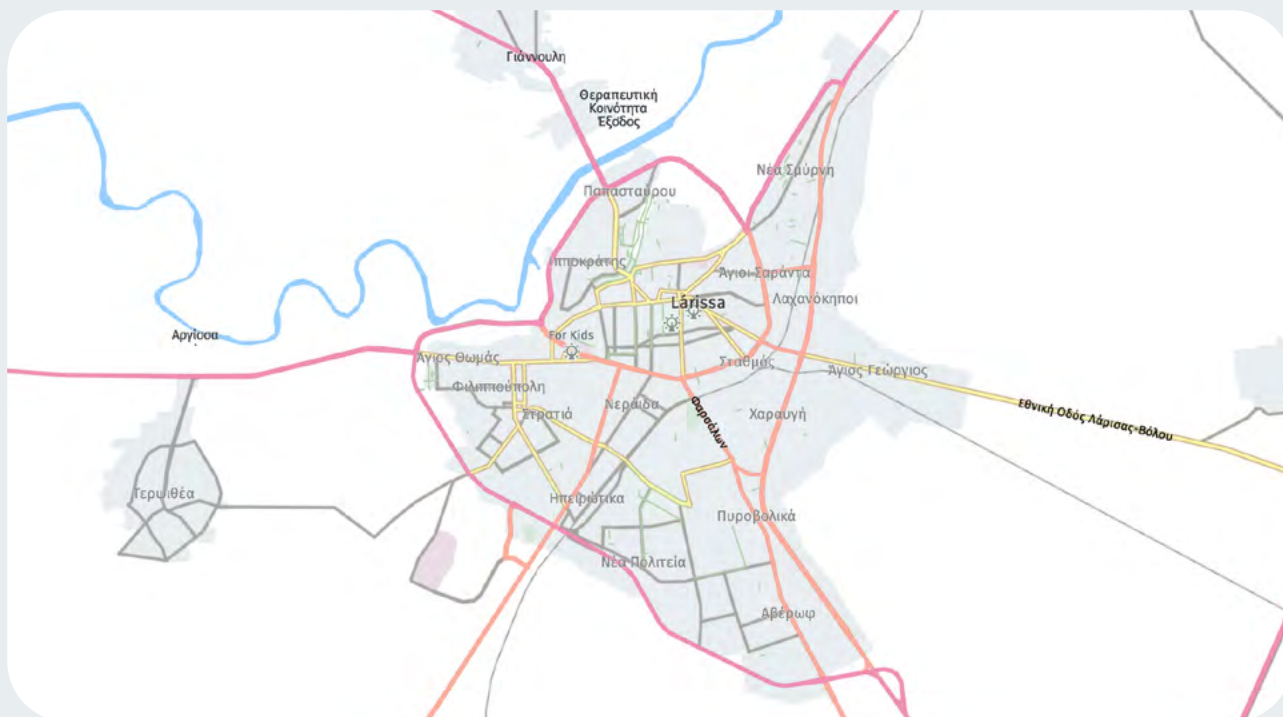 Γιάννουλη
Θεραπευτική
Κοινότητα
Έξοδος
Νέα Σμύρνη
Παπασταύρου
Ιπποκράτης
Άγιοι Σαράντα
Λαχανόκηποι
Lárissa
Αργίσσα
For Kids
Άγιος Θωμάς
Σταθμός
Άγιος Γεώργιος
Φιλιππούπολη
Νεράιδα
Στρατιά
Φαρσάλων
Χαραυγή
Εθνική Οδός Λάρισας-Βόλου
Τερψιθέα
Ηπειρώτικα
Πυροβολικά
Νέα Πολιτεία
Αβέρωφ